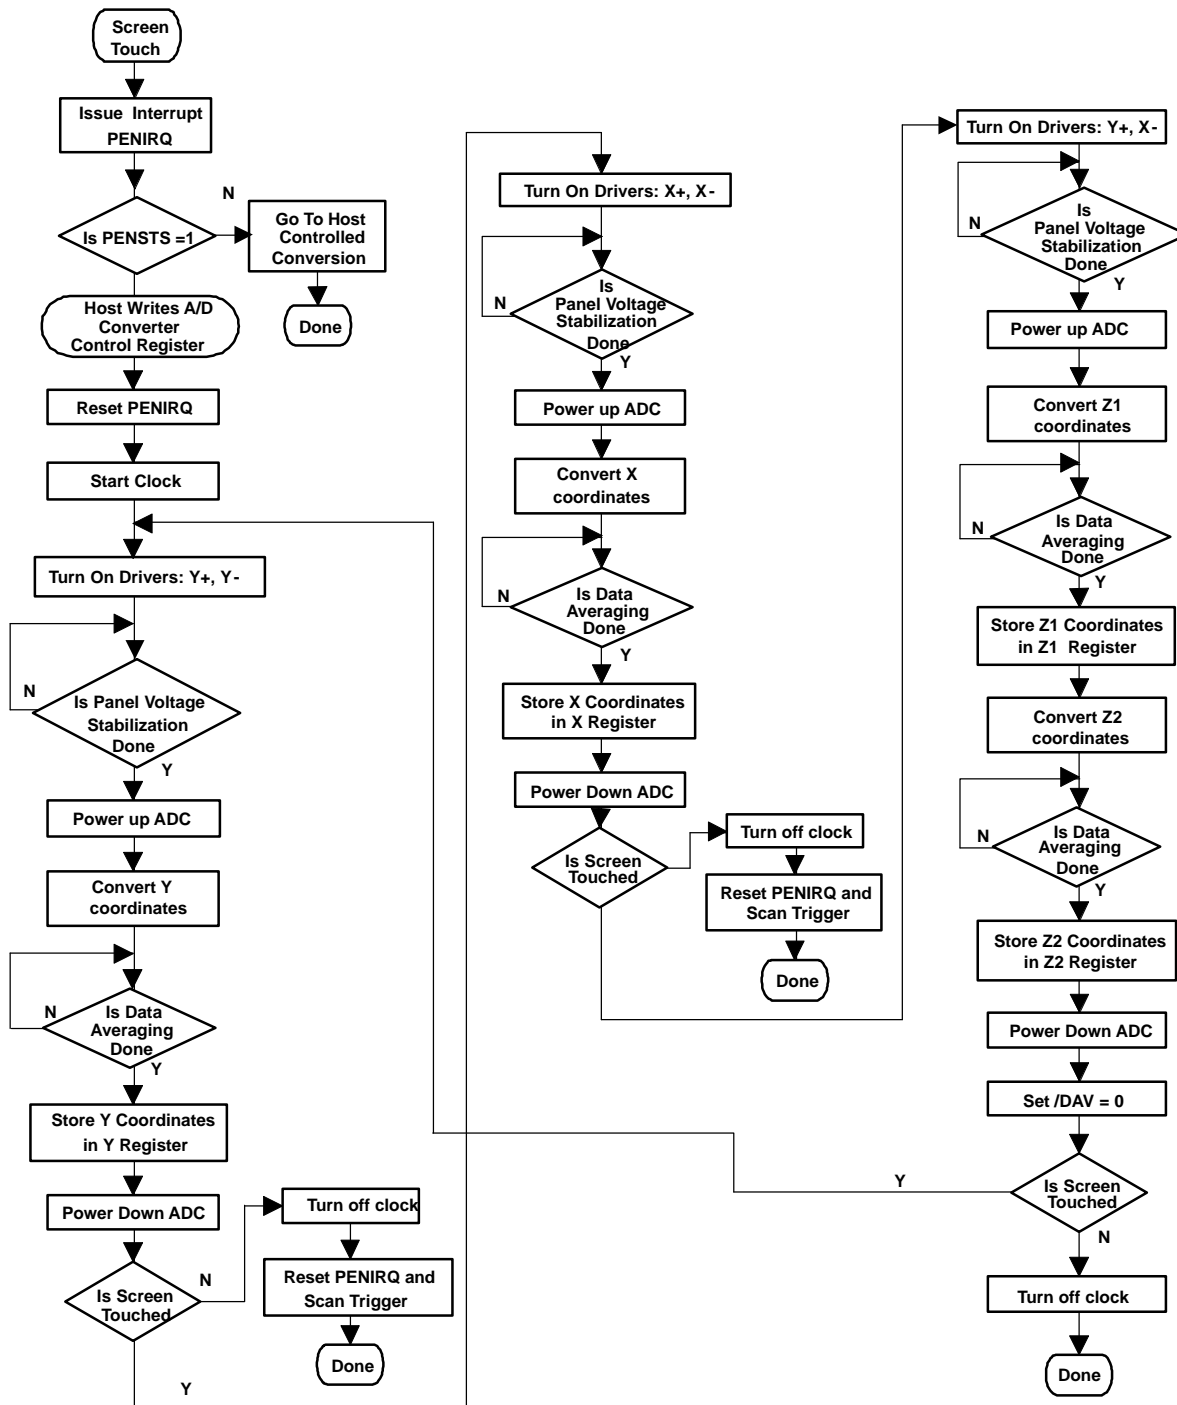 Screen
Touch
Issue Interrupt
PENIRQ
Is PENSTS =1
N
Go To Host
Controlled
Conversion
Done
Host Writes A/D
Converter
Control Register
Reset PENIRQ
Start Clock
Turn On Drivers: Y+, Y-
N
Is Panel Voltage
Stabilization
Done
Y
Power up ADC
Convert Y
coordinates
N
Is Data
Averaging
Done
Y
Store Y Coordinates
in Y Register
Power Down ADC
Is Screen
Touched
N
Turn off clock
Reset PENIRQ and
Scan Trigger
Done
Y
Turn On Drivers: X+, X-
N
Is
Panel Voltage
Stabilization
Done
Y
Power up ADC
Convert X
coordinates
N
Is Data
Averaging
Done
Y
Store X Coordinates
in X Register
Power Down ADC
Is Screen
Touched
Turn off clock
Reset PENIRQ and
Scan Trigger
Done
Turn On Drivers: Y+, X-
N
Is
Panel Voltage
Stabilization
Done
Y
Power up ADC
Convert Z1
coordinates
N
Is Data
Averaging
Done
Y
Store Z1 Coordinates
in Z1 Register
Convert Z2
coordinates
N
Is Data
Averaging
Done
Y
Store Z2 Coordinates
in Z2 Register
Power Down ADC
Set /DAV = 0
Y
Is Screen
Touched
N
Turn off clock
Done